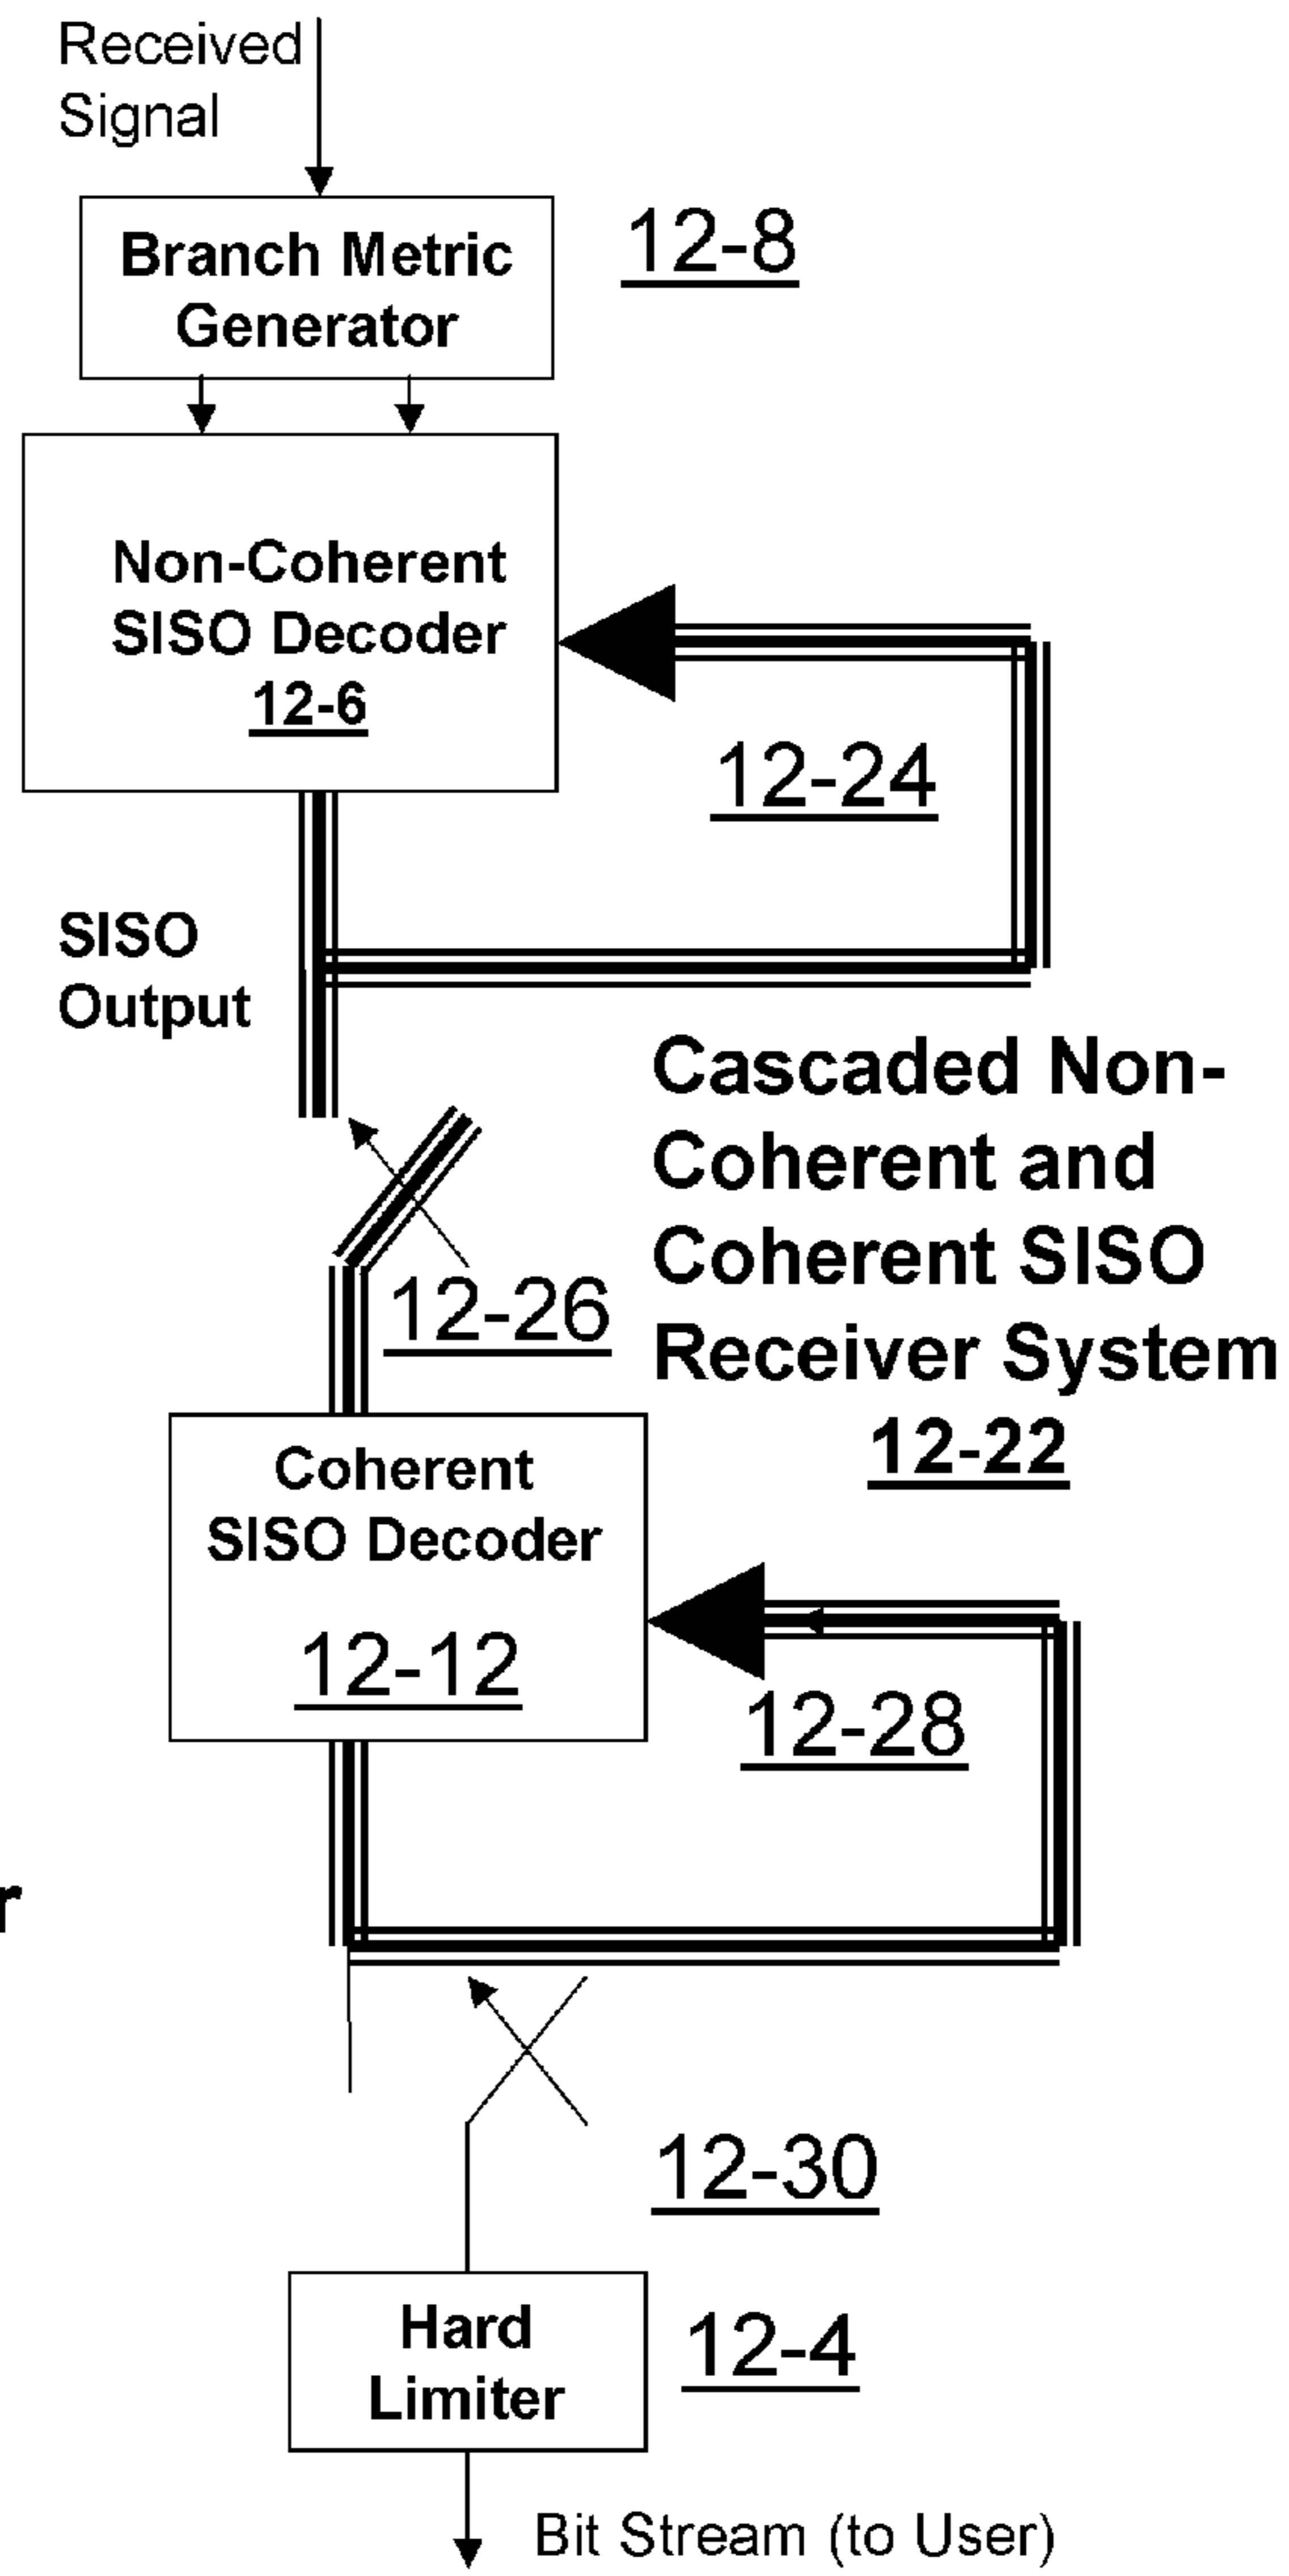 Received
Signal
Branch Metric
Generator
12-8
Non-Coherent
SISO Decoder
12-6
12-24
SISO
Output
Cascaded Non-
Coherent and
Coherent SISO
Receiver System
12-22
12-26
Coherent
SISO Decoder
12-12
12-28
r
12-30
Hard
Limiter
12-4
Bit Stream (to User)